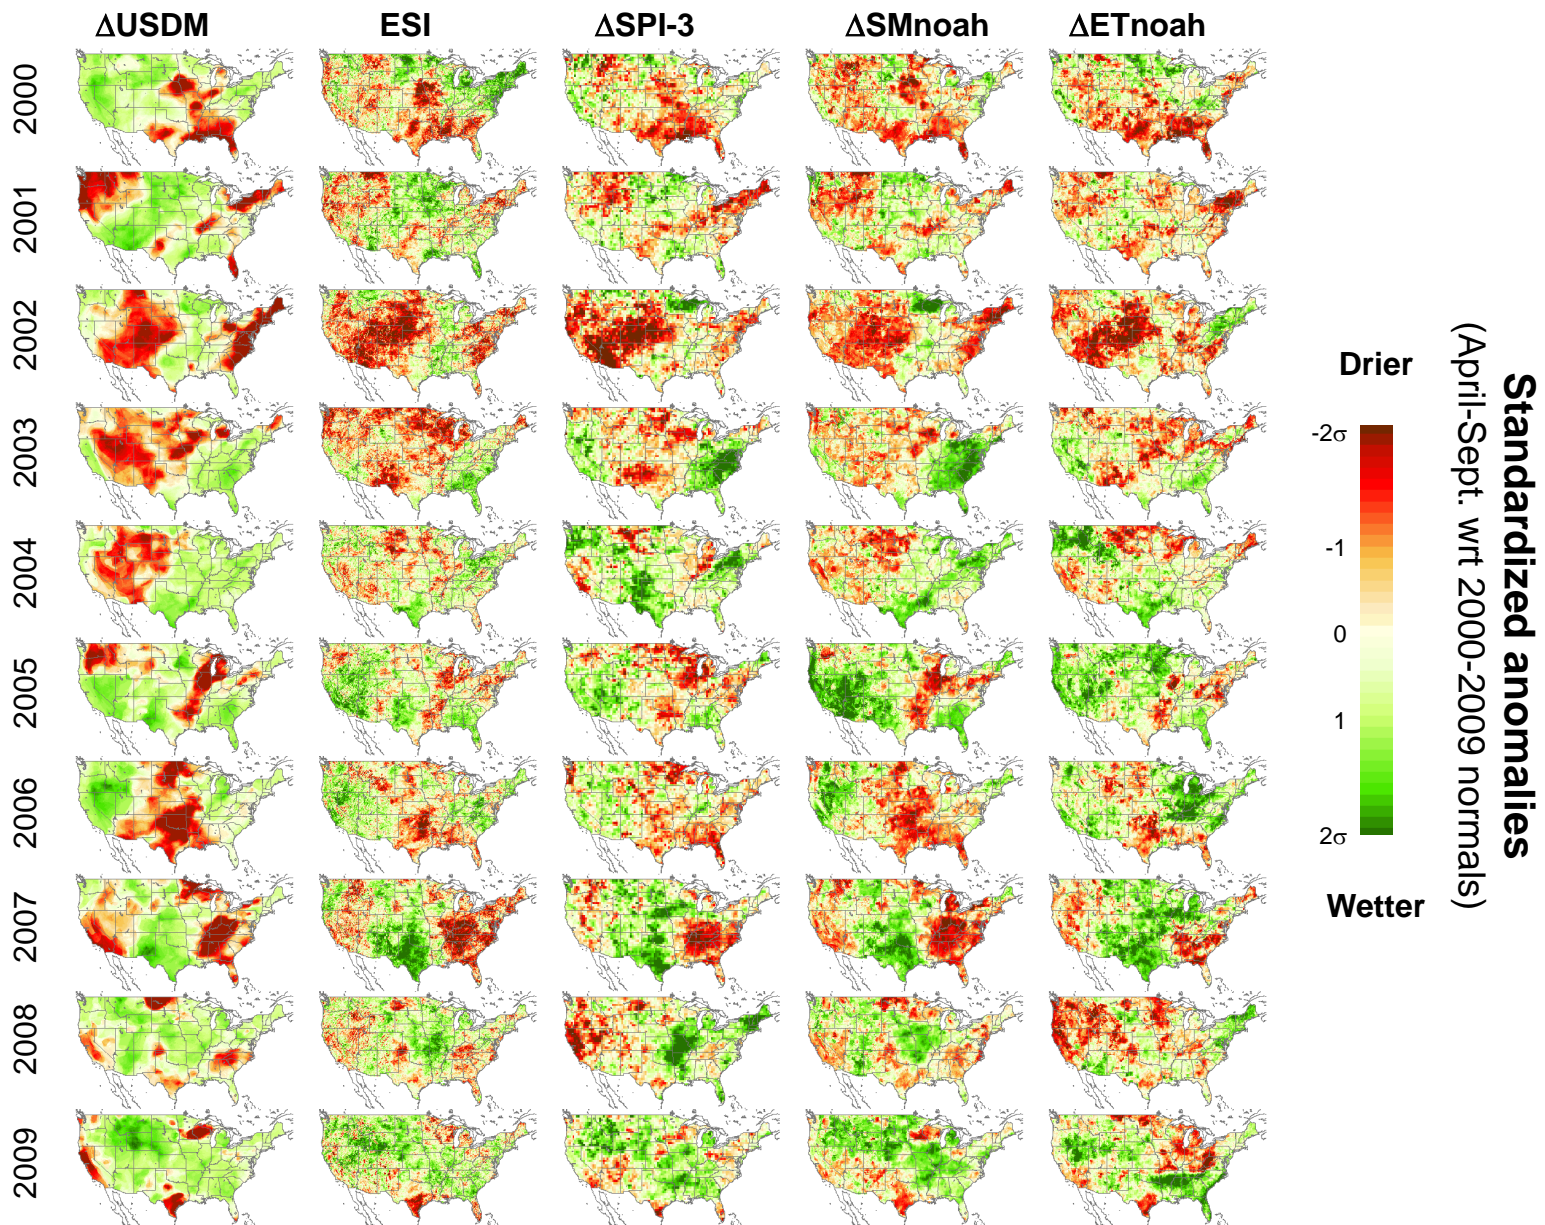 ΔUSDM ESI ΔSPI-3 ΔSMnoah ΔETnoah
2000
2001
2002
2003
2004
2005
2006
2007
2008
2009
Drier
-2σ
-1
0
1
2σ
Wetter
Standardized anomalies
(April-Sept. wrt 2000-2009 normals)